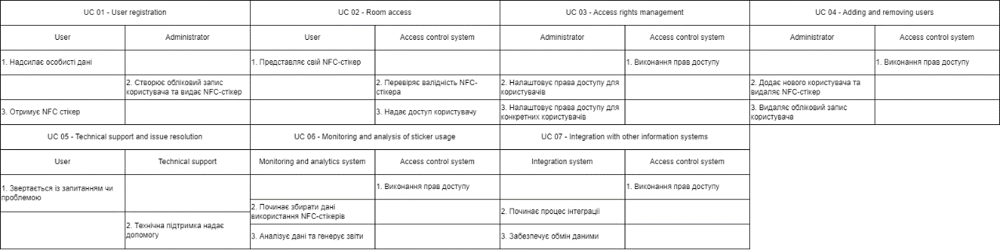 UC 01 - User registration
User
Administrator
1. Надсилає особисті дані
2. Створює обліковий запис
користувача та видає NFC-стікер
3. Отримує NFC стікер
UC 02 - Room access
User
Access control system
1. Представляє свій NFC-стікер
2. Перевіряє валідність NFC-
стікера
3. Надає доступ користувачу
UC 03 - Access rights management
Administrator
Access control system
1. Виконання прав доступу
2. Налаштовує права доступу для
користувачів
3. Налаштовує права доступу для
конкретних користувачів
UC 04 - Adding and removing users
Administrator
Access control system
1. Виконання прав доступу
2. Додає нового користувача та
видаляє NFC-стікер
3. Видаляє обліковий запис
користувача
UC 05 - Technical support and issue resolution
User
Technical support
1. Звертається із запитанням чи
проблемою
2. Технічна підтримка надає
допомогу
UC 06 - Monitoring and analysis of sticker usage
Monitoring and analytics system
Access control system
1. Виконання прав доступу
2. Починає збирати дані
використання NFC-стікерів
3. Аналізує дані та генерує звіти
UC 07 - Integration with other information systems
Integration system
Access control system
1. Виконання прав доступу
2. Починає процес інтеграції
3. Забезпечує обмін даними